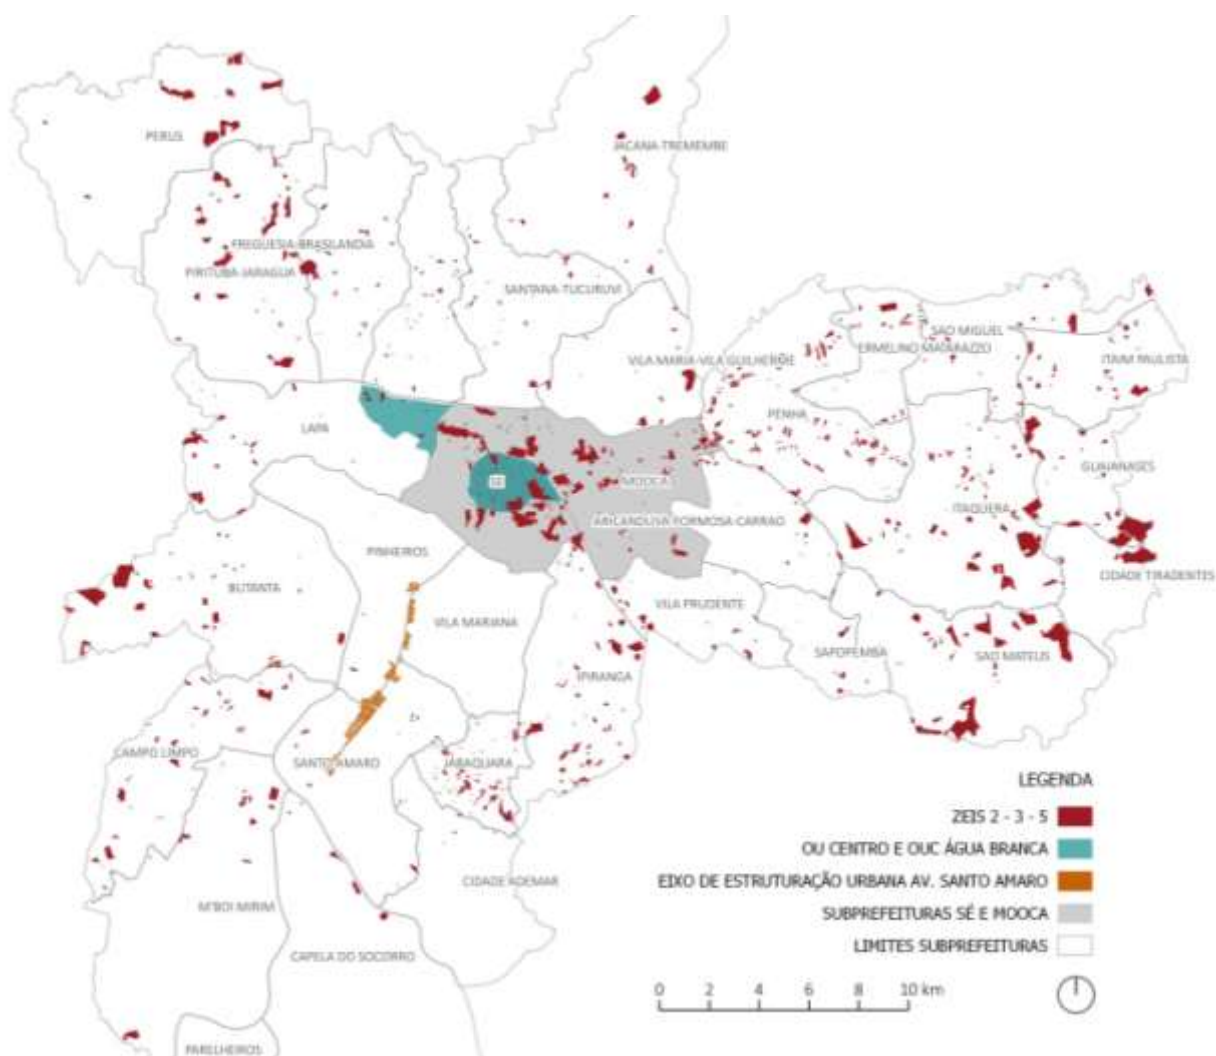 PERUS
JACANA-TREMEMBE
FREGUESIA-BRASILANDIA
PIRITUBA-JARAGUA
SANTANA-TUCURUVI
SAO MIGUEL
ERMELINO MATARAZZO
VILA MARIA-VILA GUILHERME
ITAIM PAULISTA
PENHA
LAPA
GUAIANASES
SE
MOOCA
ITAQUERA
ARICANDUVA-FORMOSA-CARRAO
PINHEIROS
CIDADE TIRADENTES
BUTANTA
VILA PRUDENTE
VILA MARIANA
SAPOPEMBA
SAO MATEUS
IPIRANGA
CAMPO LIMPO
SANTO AMARO
JABAQUARA
CIDADE ADEMAR
M'BOI MIRIM
CAPELA DO SOCORRO
PARELHEIROS
LEGENDA
ZEIS 2 - 3 - 5
OU CENTRO E OUC ÁGUA BRANCA
EIXO DE ESTRUTURAÇÃO URBANA AV. SANTO AMARO
SUBPREFEITURAS SÉ E MOOCA
LIMITES SUBPREFEITURAS
0 2 4 6 8 10 km